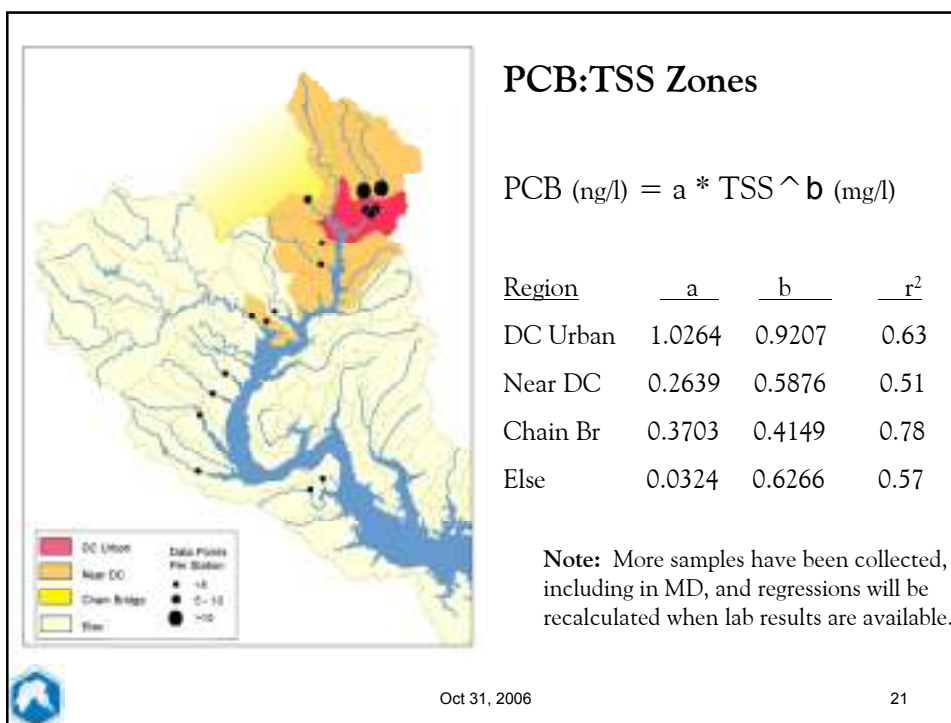 PCB:TSS Zones
PCB (ng/l) = a * TSS ^ b (mg/l)
Region a b r²
DC Urban 1.0264 0.9207 0.63
Near DC 0.2639 0.5876 0.51
Chain Br 0.3703 0.4149 0.78
Else 0.0324 0.6266 0.57
Note: More samples have been collected,
including in MD, and regressions will be
recalculated when lab results are available.
DC Urban
Near DC
Chain Bridge
Else
Data Points
Per Station
5 - 10
>10
Oct 31, 2006
21